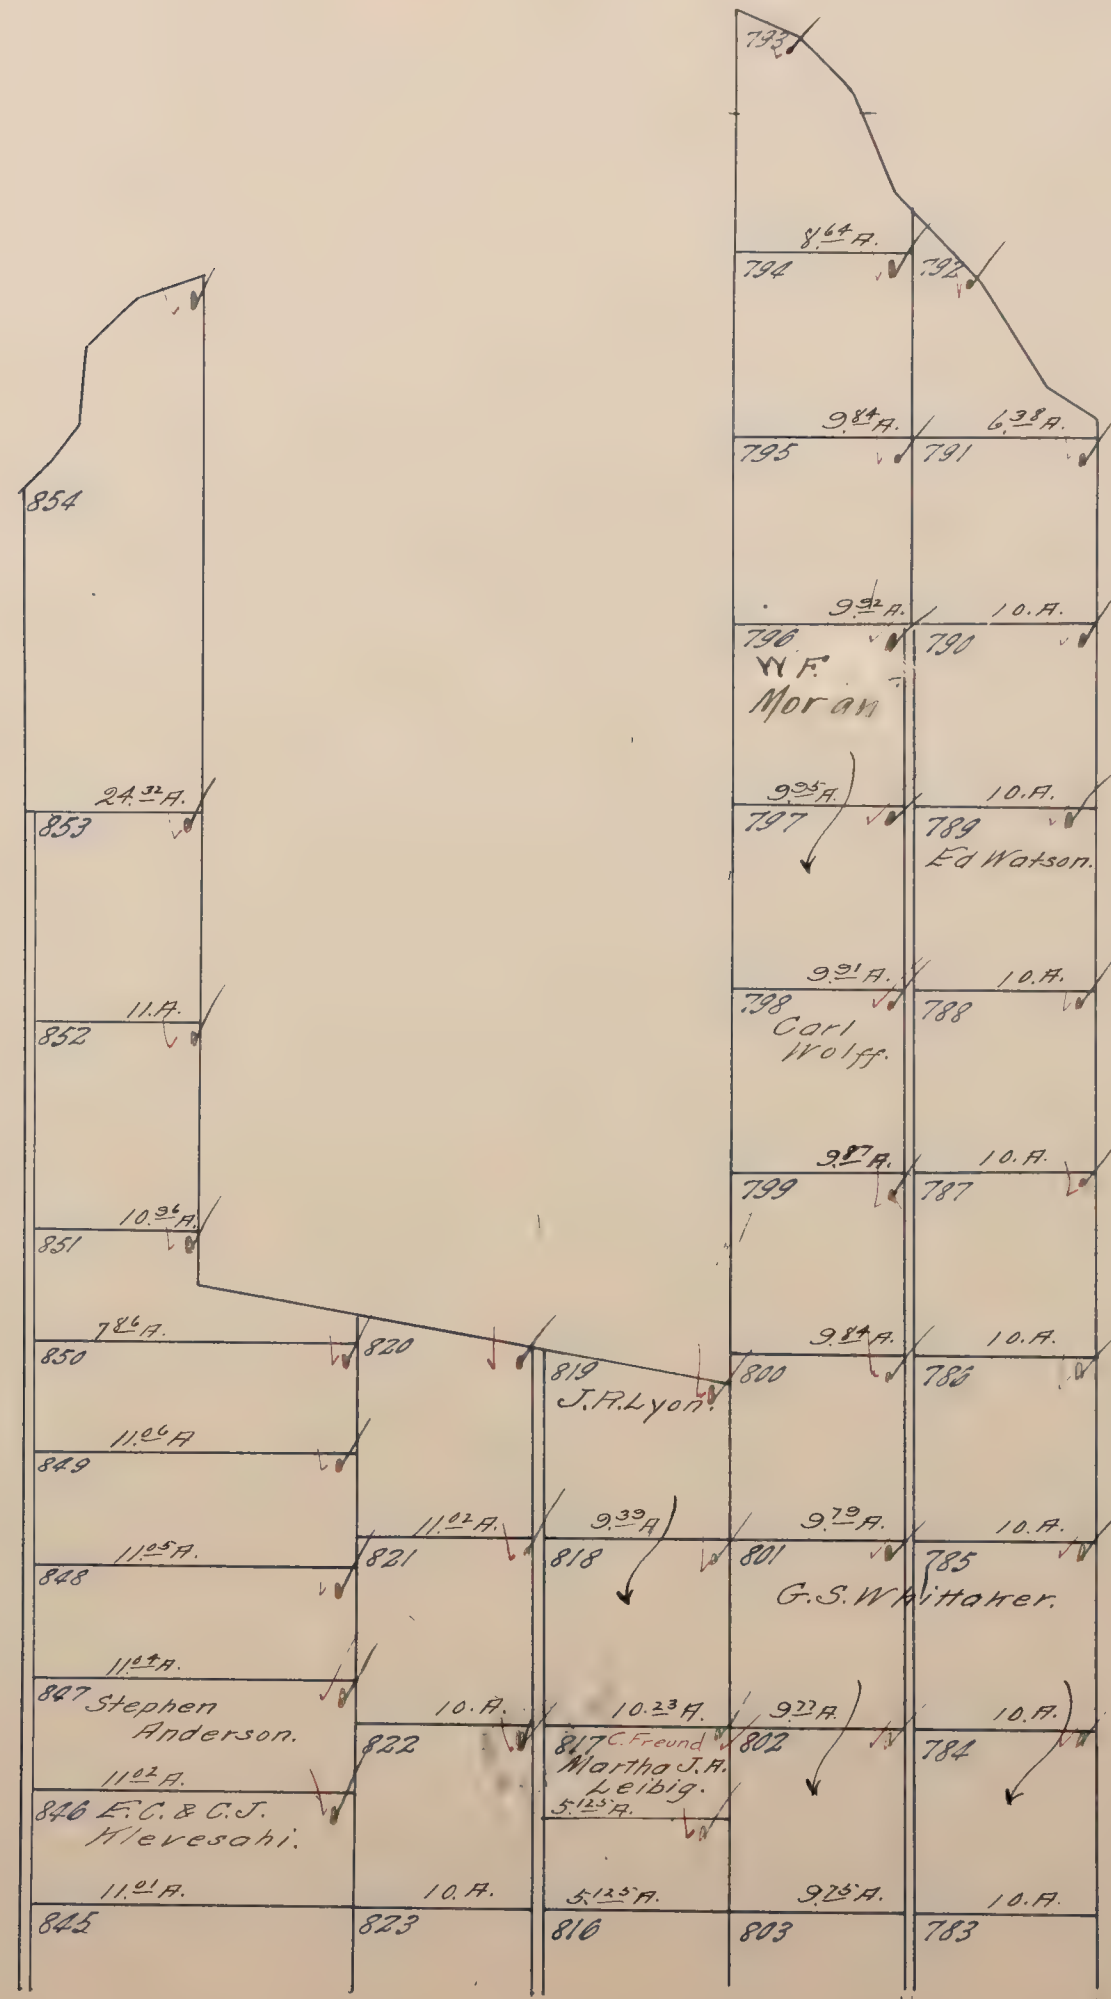 793
8.64 A.
794
792
9.84 A.
6.38 A.
795
791
854
9.92 A.
10. A.
796
790
W. F.
Moran
24.32 A.
9.95 A.
10. A.
853
797
789
Ed Watson.
9.91 A.
10. A.
11. A.
798
788
852
Carl
Wolff.
9.87 A.
10. A.
799
787
10.96 A.
851
7.86 A.
9.84 A.
10. A.
850
820
819
800
786
J.A. Lyon.
11.06 A
849
11.02 A.
9.39 A
9.79 A.
10. A.
11.05 A.
821
818
801
785
848
G.S. Whittaker.
11.04 A.
847
Stephen
Anderson.
10. A.
10.23 A.
9.77 A.
10. A.
822
817
C. Freund
802
784
Martha J. A.
Leibig.
11.02 A.
846
E. C. & C. J.
Klevesahi.
5.125 A.
11.01 A.
10. A.
5.125 A.
9.75 A.
10. A.
845
823
816
803
783